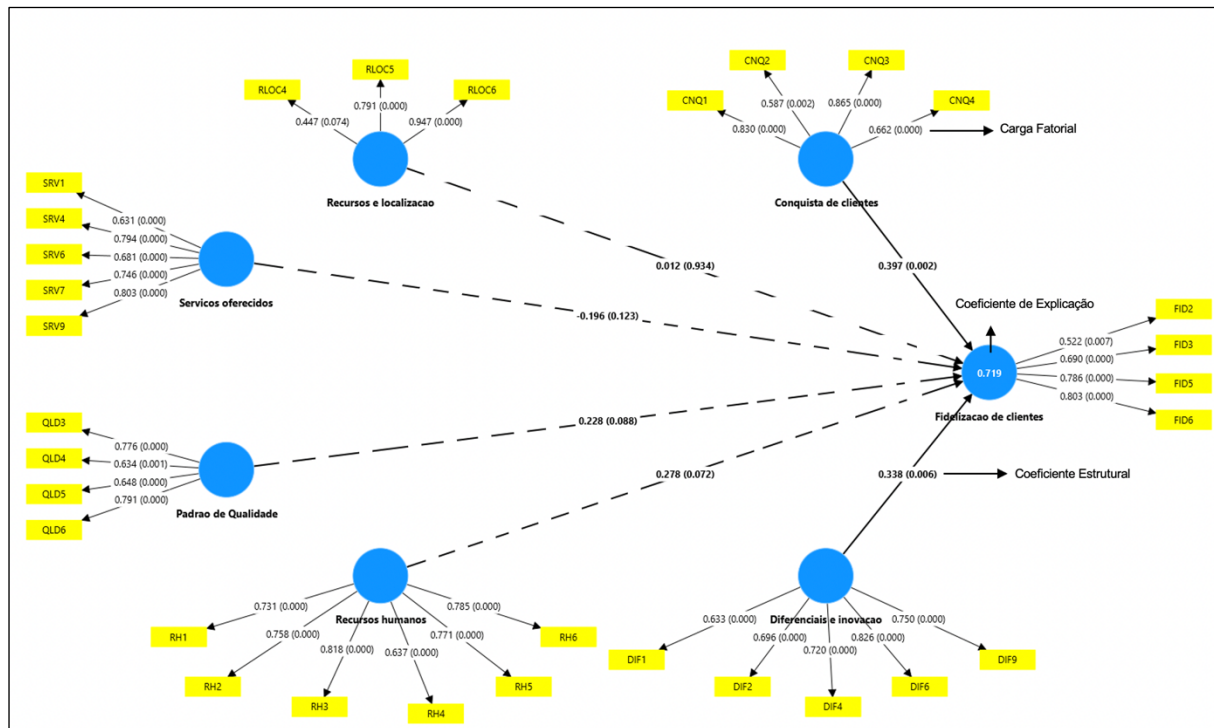 RLOC5
RLOC4
RLOC6
0.791 (0.000)
0.447 (0.074)
0.947 (0.000)
Recursos e localizacao
CNQ2
CNQ3
CNQ1
CNQ4
0.587 (0.002)
0.865 (0.000)
0.830 (0.000)
0.662 (0.000)
Carga Fatorial
Conquista de clientes
SRV1
SRV4
SRV6
SRV7
SRV9
0.631 (0.000)
0.794 (0.000)
0.681 (0.000)
0.746 (0.000)
0.803 (0.000)
Servicos oferecidos
0.012 (0.934)
0.397 (0.002)
-0.196 (0.123)
Coeficiente de Explicação
0.719
Fidelizacao de clientes
FID2
FID3
FID5
FID6
0.522 (0.007)
0.690 (0.000)
0.786 (0.000)
0.803 (0.000)
QLD3
QLD4
QLD5
QLD6
0.776 (0.000)
0.634 (0.001)
0.648 (0.000)
0.791 (0.000)
Padrao de Qualidade
0.228 (0.088)
0.278 (0.072)
0.338 (0.006)
Coeficiente Estrutural
Recursos humanos
0.731 (0.000)
0.758 (0.000)
0.818 (0.000)
0.637 (0.000)
0.771 (0.000)
0.785 (0.000)
RH1
RH2
RH3
RH4
RH5
RH6
Diferenciais e inovacao
0.633 (0.000)
0.696 (0.000)
0.720 (0.000)
0.826 (0.000)
0.750 (0.000)
DIF1
DIF2
DIF4
DIF6
DIF9